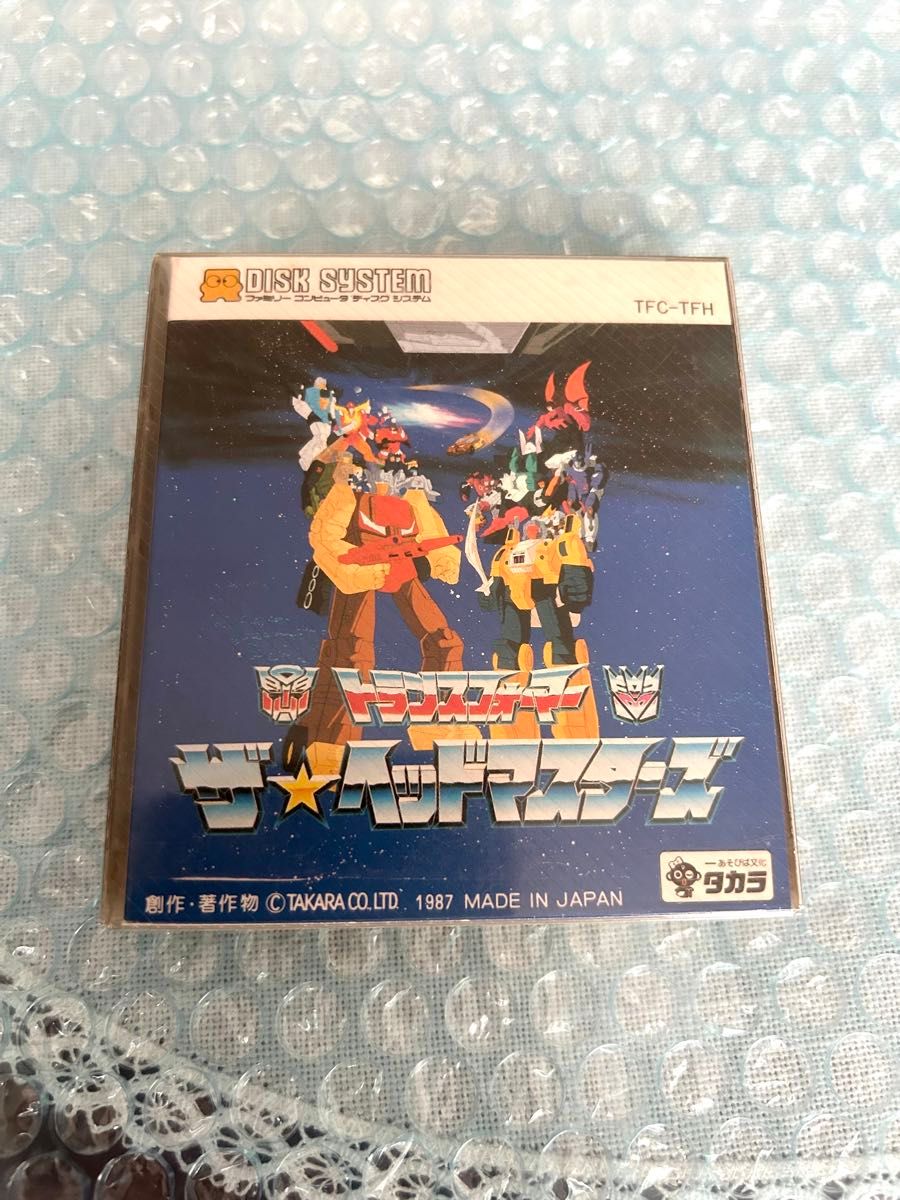 DISK SYSTEM
ファミリー コンピュータ ディスク システム
TFC-TFH
トランスフォーマー
ザ☆ヘッドマスターズ
一あそびは文化
タカラ
創作・著作物 ©TAKARA CO., LTD. 1987 MADE IN JAPAN